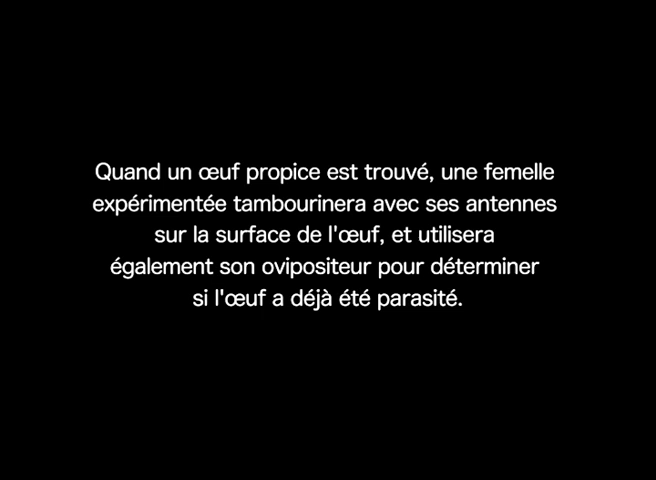 Quand un œuf propice est trouvé, une femelle
expérimentée tambourinera avec ses antennes
sur la surface de l'œuf, et utilisera
également son ovipositeur pour déterminer
si l'œuf a déjà été parasité.